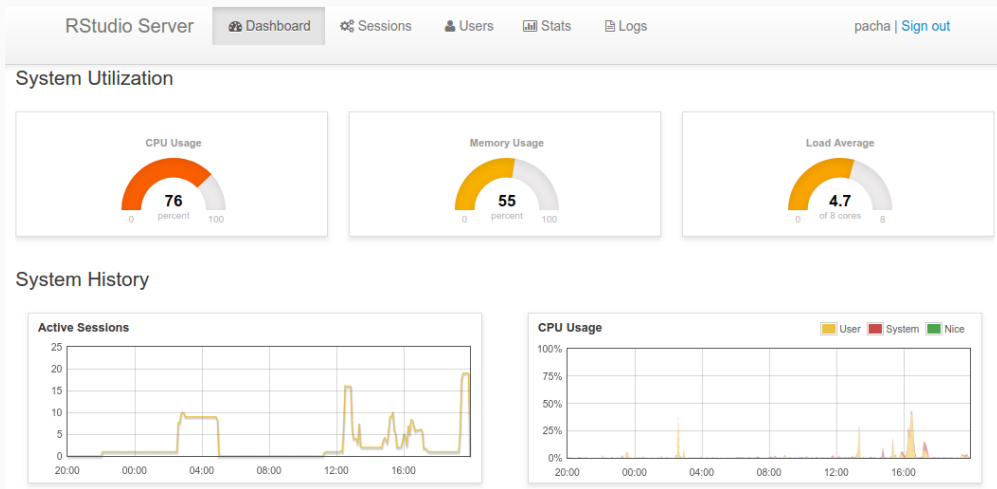 RStudio Server Dashboard Sessions Users Stats Logs pacha | Sign out
System Utilization
CPU Usage
76
percent
0 100
Memory Usage
55
percent
0 100
Load Average
4.7
of 8 cores
0 8
System History
Active Sessions
25
20
15
10
5
0
20:00 00:00 04:00 08:00 12:00 16:00
CPU Usage User System Nice
100%
75%
50%
25%
0%
20:00 00:00 04:00 08:00 12:00 16:00